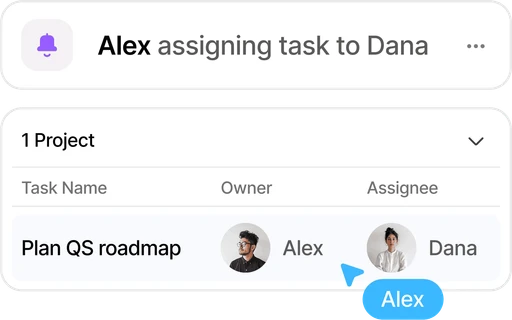 Alex assigning task to Dana
1 Project
Task Name Owner Assignee
Plan QS roadmap Alex Dana
Alex